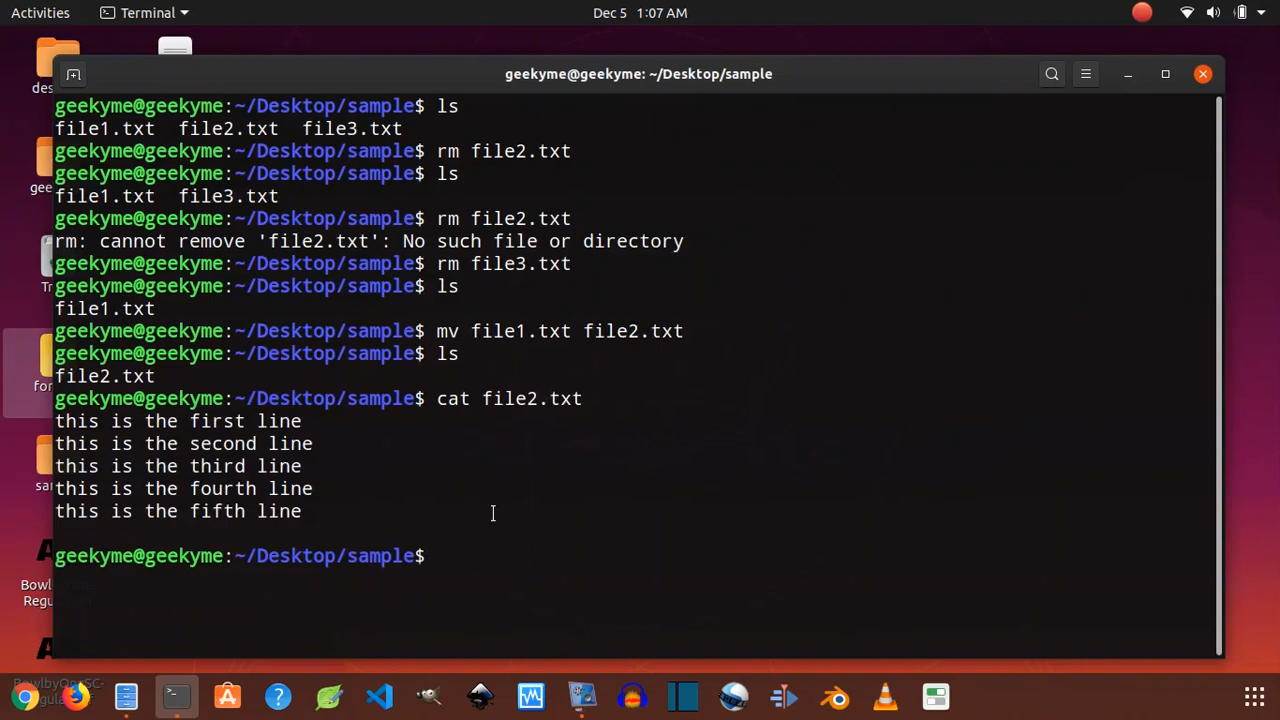 Activities Terminal Dec 5 1:07 AM
geekyme@geekyme: ~/Desktop/sample
geekyme@geekyme:~/Desktop/sample$ ls
file1.txt  file2.txt  file3.txt
geekyme@geekyme:~/Desktop/sample$ rm file2.txt
geekyme@geekyme:~/Desktop/sample$ ls
file1.txt  file3.txt
geekyme@geekyme:~/Desktop/sample$ rm file2.txt
rm: cannot remove 'file2.txt': No such file or directory
geekyme@geekyme:~/Desktop/sample$ rm file3.txt
geekyme@geekyme:~/Desktop/sample$ ls
file1.txt
geekyme@geekyme:~/Desktop/sample$ mv file1.txt file2.txt
geekyme@geekyme:~/Desktop/sample$ ls
file2.txt
geekyme@geekyme:~/Desktop/sample$ cat file2.txt
this is the first line
this is the second line
this is the third line
this is the fourth line
this is the fifth line
geekyme@geekyme:~/Desktop/sample$